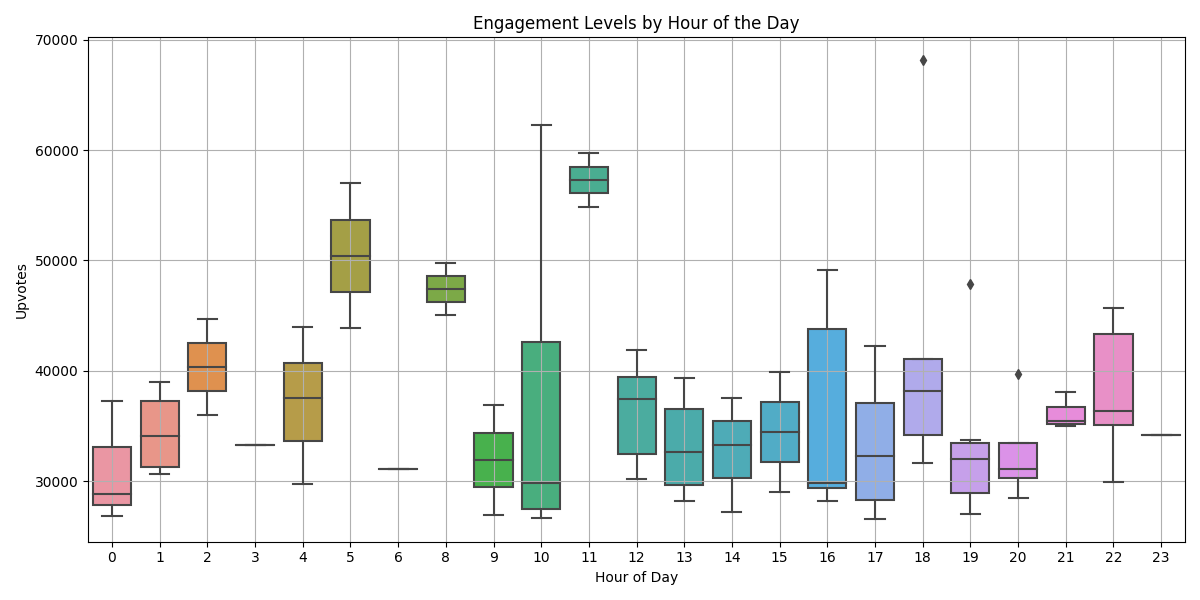 Engagement Levels by Hour of the Day
70000
60000
50000
40000
30000
Upvotes
0 1 2 3 4 5 6 8 9 10 11 12 13 14 15 16 17 18 19 20 21 22 23
Hour of Day